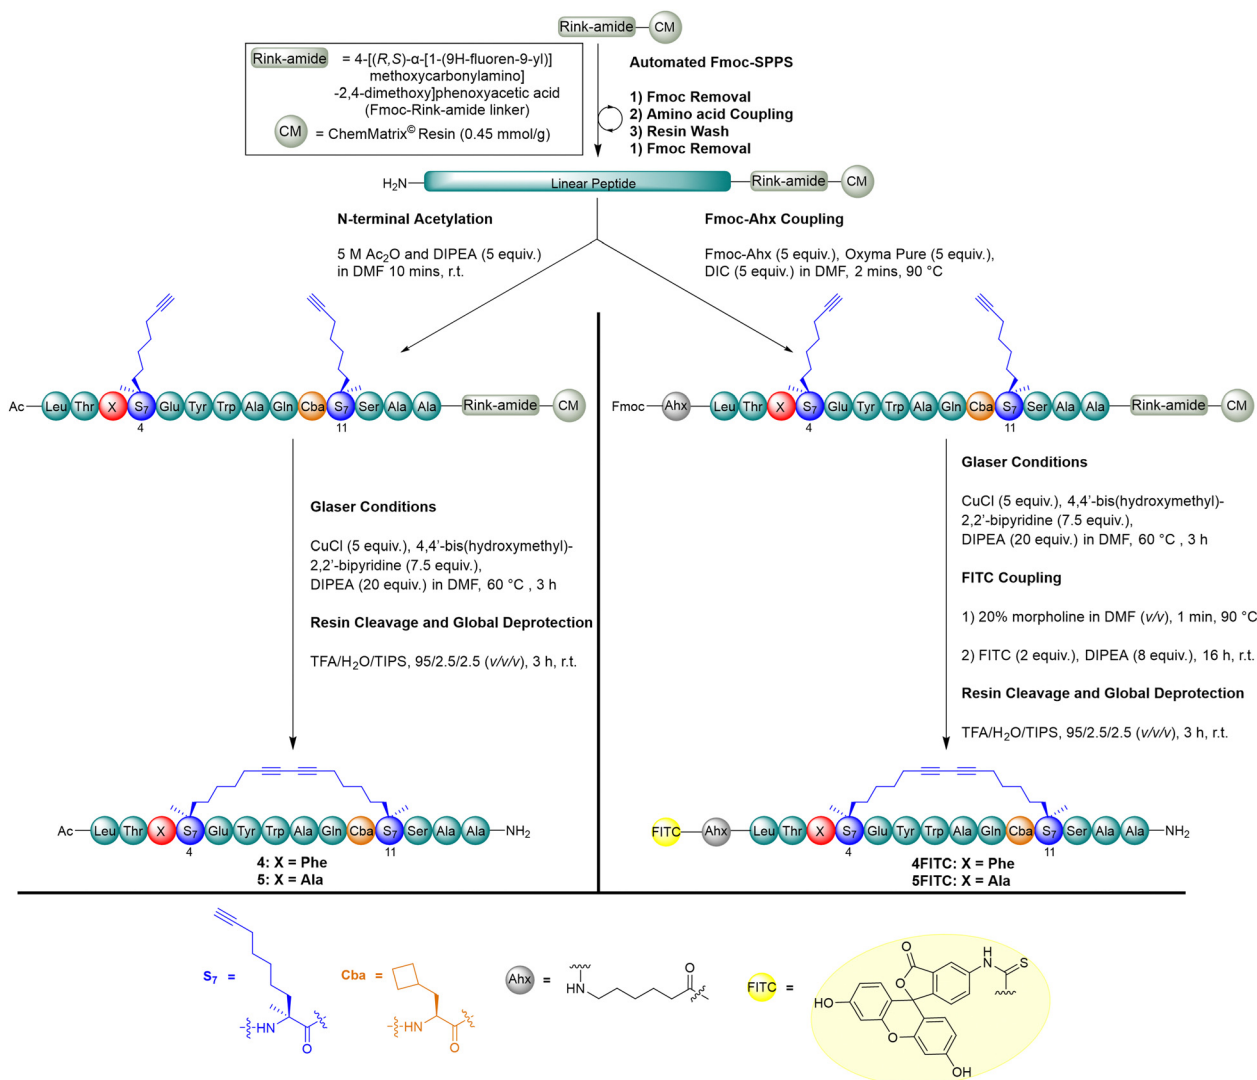 Rink-amide CM
Rink-amide = 4-[(R,S)-α-[1-(9H-fluoren-9-yl)]
methoxycarbonylamino]
-2,4-dimethoxy]phenoxyacetic acid
(Fmoc-Rink-amide linker)
CM = ChemMatrix© Resin (0.45 mmol/g)
Automated Fmoc-SPPS
1) Fmoc Removal
2) Amino acid Coupling
3) Resin Wash
1) Fmoc Removal
H2N Linear Peptide Rink-amide CM
N-terminal Acetylation
5 M Ac2O and DIPEA (5 equiv.)
in DMF 10 mins, r.t.
Fmoc-Ahx Coupling
Fmoc-Ahx (5 equiv.), Oxyma Pure (5 equiv.),
DIC (5 equiv.) in DMF, 2 mins, 90 °C
Ac Leu Thr X S7 Glu Tyr Trp Ala Gln Cba S7 Ser Ala Ala Rink-amide CM
4 11
Fmoc Ahx Leu Thr X S7 Glu Tyr Trp Ala Gln Cba S7 Ser Ala Ala Rink-amide CM
4 11
Glaser Conditions
CuCl (5 equiv.), 4,4'-bis(hydroxymethyl)-
2,2'-bipyridine (7.5 equiv.),
DIPEA (20 equiv.) in DMF, 60 °C , 3 h
Resin Cleavage and Global Deprotection
TFA/H2O/TIPS, 95/2.5/2.5 (v/v/v), 3 h, r.t.
Glaser Conditions
CuCl (5 equiv.), 4,4'-bis(hydroxymethyl)-
2,2'-bipyridine (7.5 equiv.),
DIPEA (20 equiv.) in DMF, 60 °C , 3 h
FITC Coupling
1) 20% morpholine in DMF (v/v), 1 min, 90 °C
2) FITC (2 equiv.), DIPEA (8 equiv.), 16 h, r.t.
Resin Cleavage and Global Deprotection
TFA/H2O/TIPS, 95/2.5/2.5 (v/v/v), 3 h, r.t.
Ac Leu Thr X S7 Glu Tyr Trp Ala Gln Cba S7 Ser Ala Ala NH2
4 11
4: X = Phe
5: X = Ala
FITC Ahx Leu Thr X S7 Glu Tyr Trp Ala Gln Cba S7 Ser Ala Ala NH2
4 11
4FITC: X = Phe
5FITC: X = Ala
S7 =
HN
O
Cba =
HN
O
Ahx =
HN
O
FITC =
O
O
H
N
S
HO
O
OH